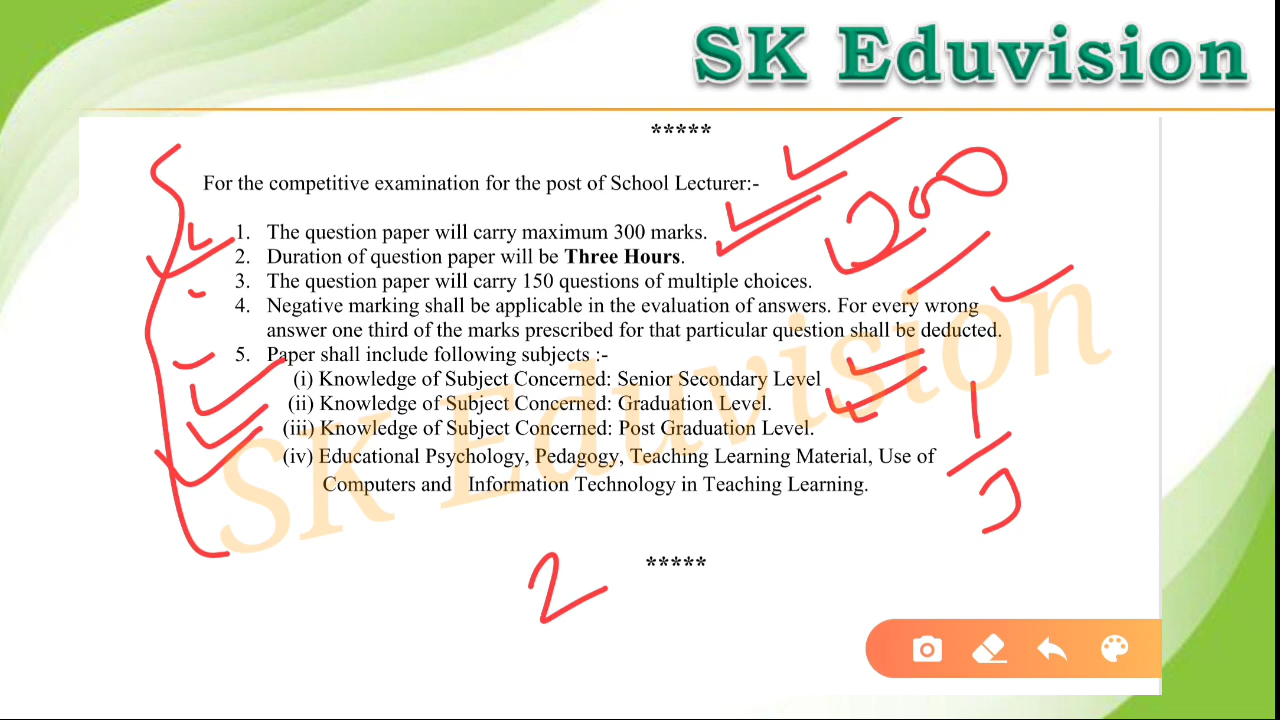 SK Eduvision
*****
For the competitive examination for the post of School Lecturer:-
1. The question paper will carry maximum 300 marks.
2. Duration of question paper will be Three Hours.
3. The question paper will carry 150 questions of multiple choices.
4. Negative marking shall be applicable in the evaluation of answers. For every wrong
answer one third of the marks prescribed for that particular question shall be deducted.
5. Paper shall include following subjects :-
(i) Knowledge of Subject Concerned: Senior Secondary Level
(ii) Knowledge of Subject Concerned: Graduation Level.
(iii) Knowledge of Subject Concerned: Post Graduation Level.
(iv) Educational Psychology, Pedagogy, Teaching Learning Material, Use of
Computers and Information Technology in Teaching Learning.
*****
SK Eduvision
300
1/3
2